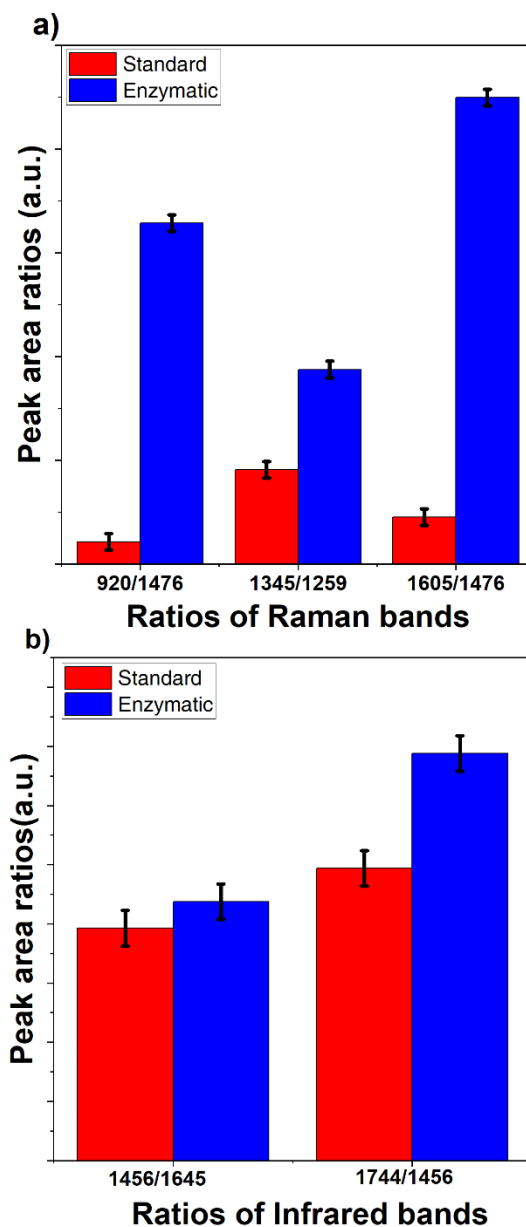 a)
Standard
Enzymatic
Peak area ratios (a.u.)
920/1476 1345/1259 1605/1476
Ratios of Raman bands
b)
Standard
Enzymatic
Peak area ratios(a.u.)
1456/1645 1744/1456
Ratios of Infrared bands